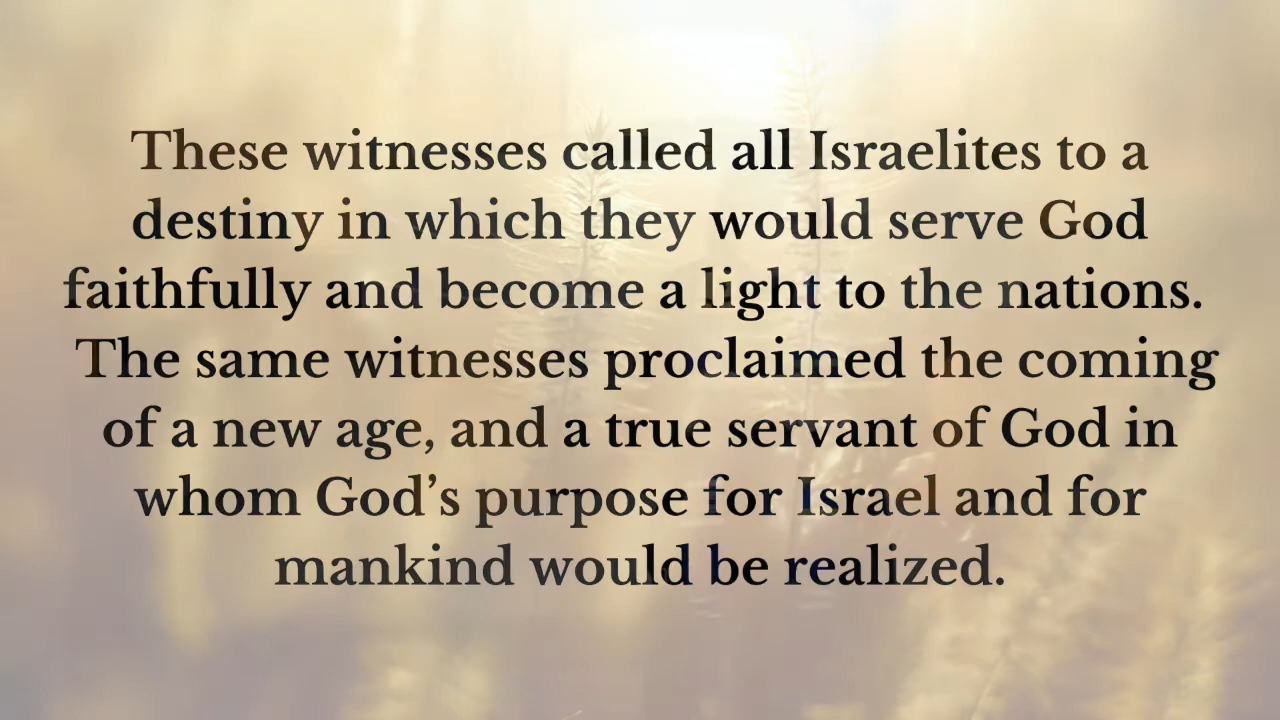 These witnesses called all Israelites to a
destiny in which they would serve God
faithfully and become a light to the nations.
The same witnesses proclaimed the coming
of a new age, and a true servant of God in
whom God’s purpose for Israel and for
mankind would be realized.